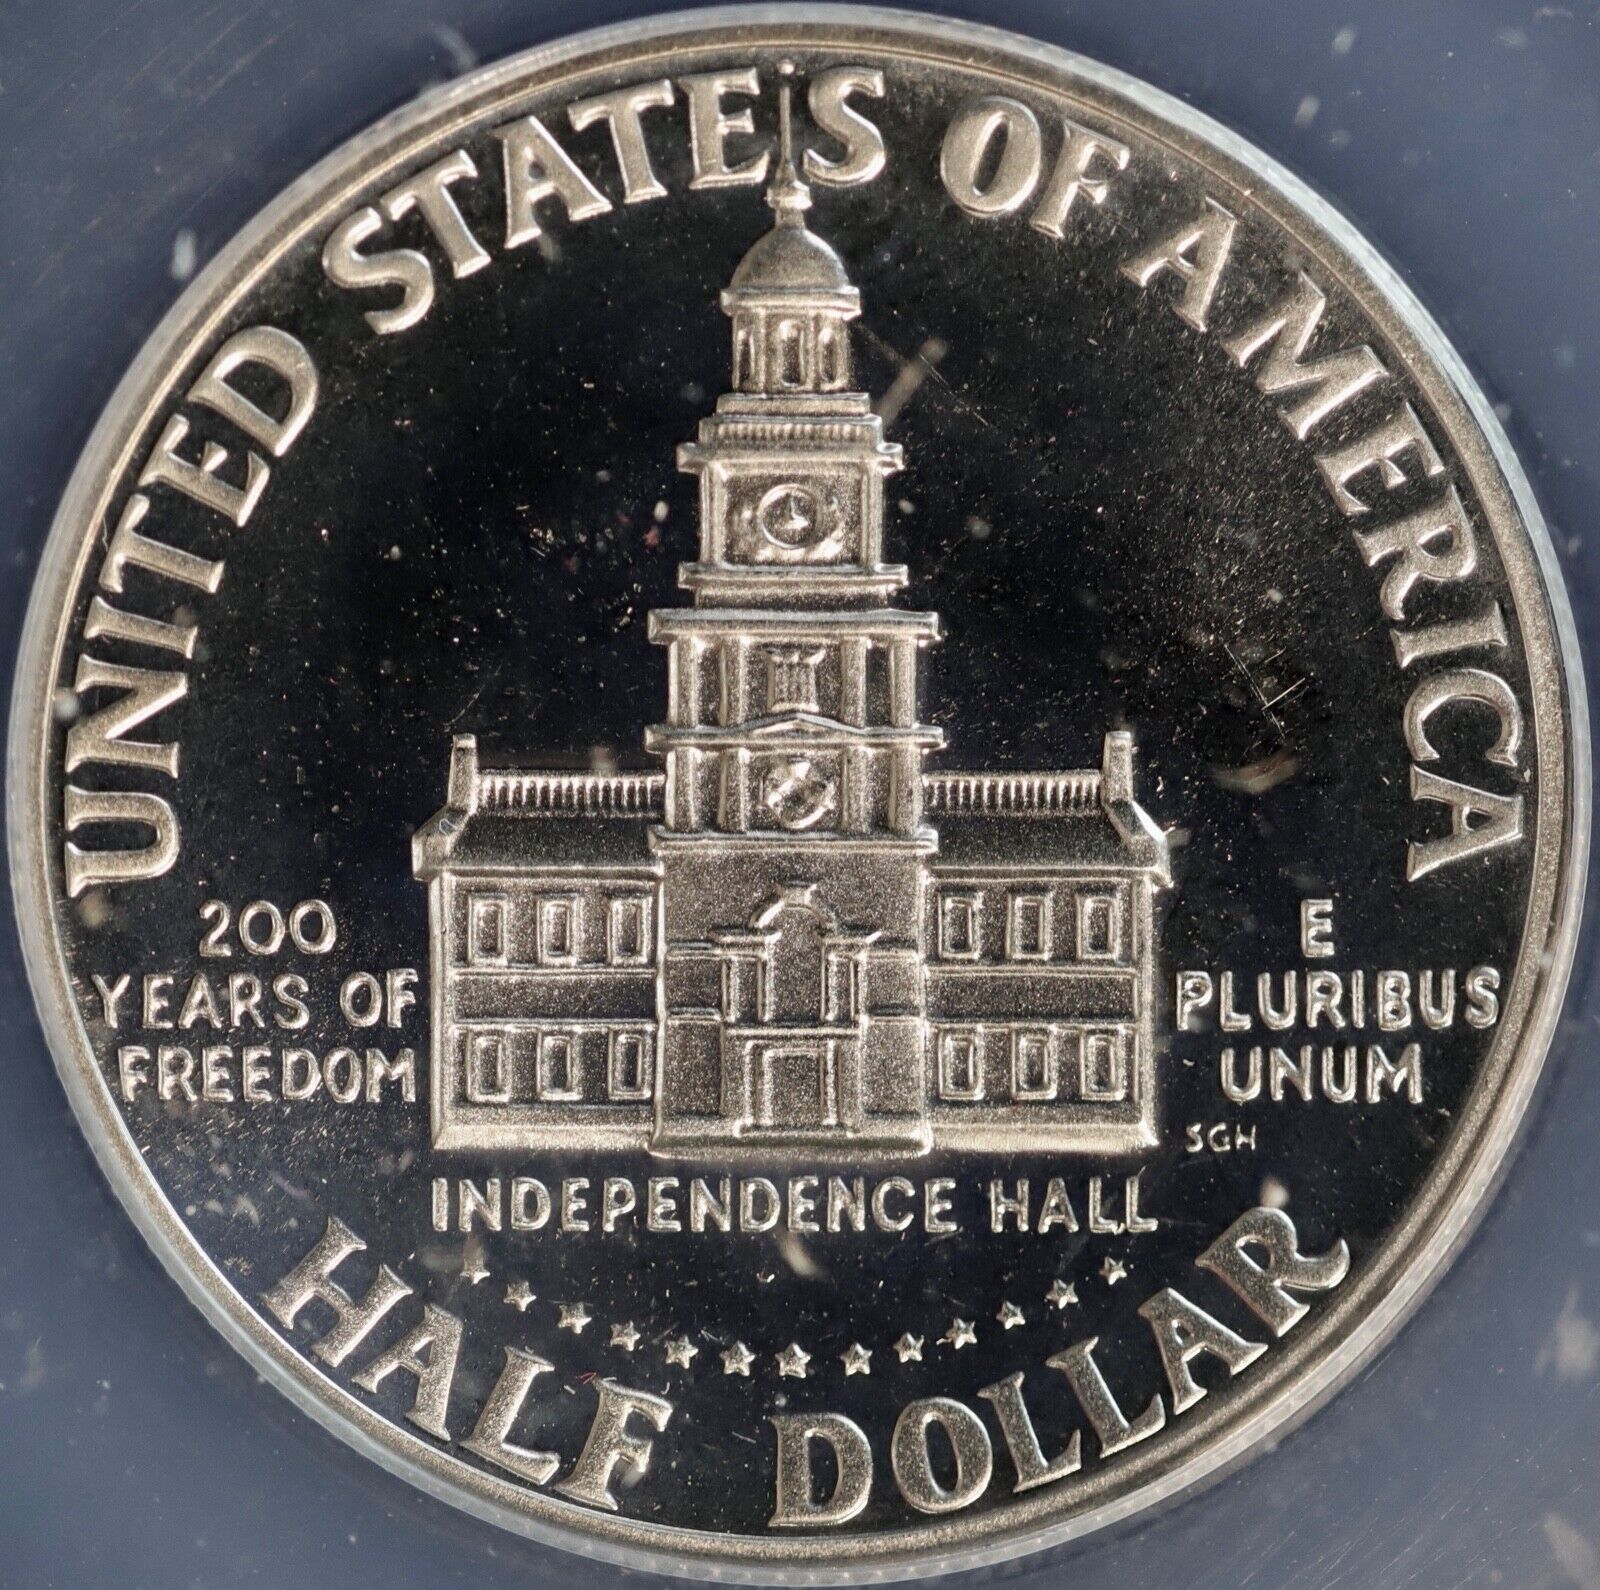 UNITED STATES OF AMERICA
200
YEARS OF
FREEDOM
E
PLURIBUS
UNUM
SGH
INDEPENDENCE HALL
HALF DOLLAR